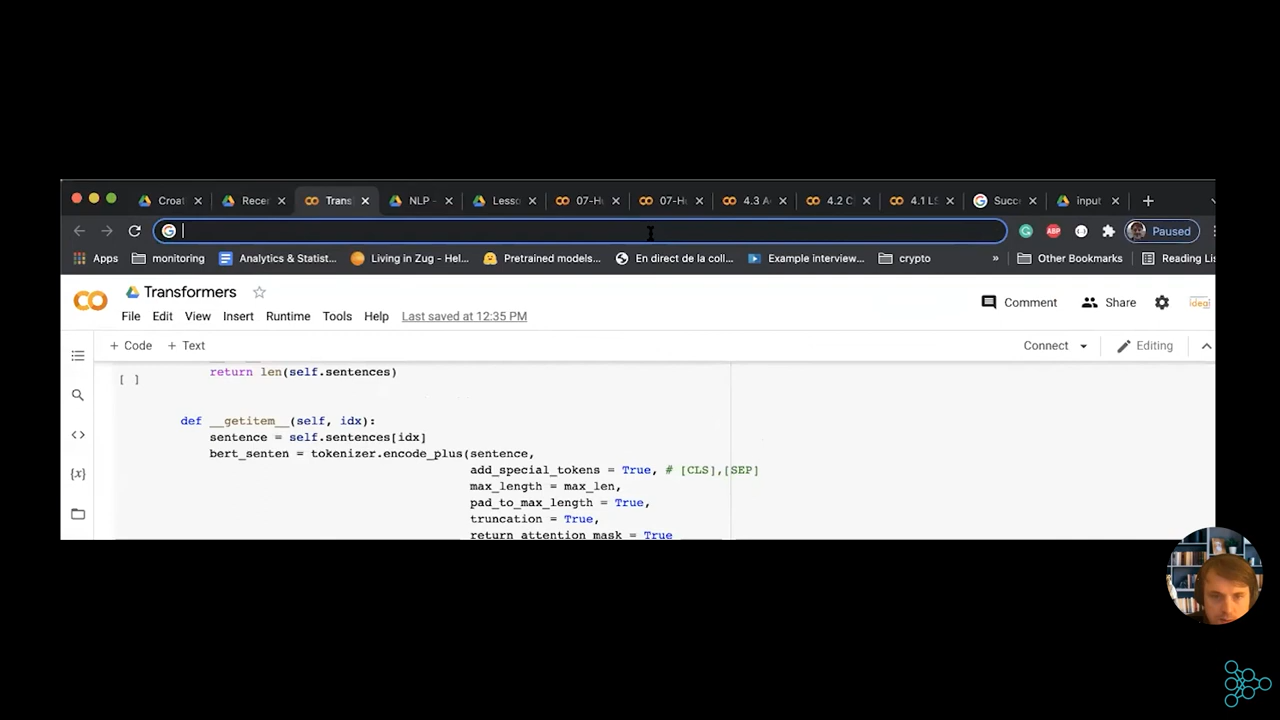 Croat Recer Trans NLP - Lesso 07-Hu 07-Hu 4.3 A 4.2 C 4.1 LS Succ input
Paused
Apps monitoring Analytics & Statist... Living in Zug - Hel... Pretrained models... En direct de la coll... Example interview... crypto » Other Bookmarks Reading Lis
Transformers
Comment Share
File Edit View Insert Runtime Tools Help Last saved at 12:35 PM
+ Code + Text Connect Editing
[ ] return len(self.sentences)
def __getitem__(self, idx):
sentence = self.sentences[idx]
bert_senten = tokenizer.encode_plus(sentence,
add_special_tokens = True, # [CLS],[SEP]
max_length = max_len,
pad_to_max_length = True,
truncation = True,
return_attention_mask = True